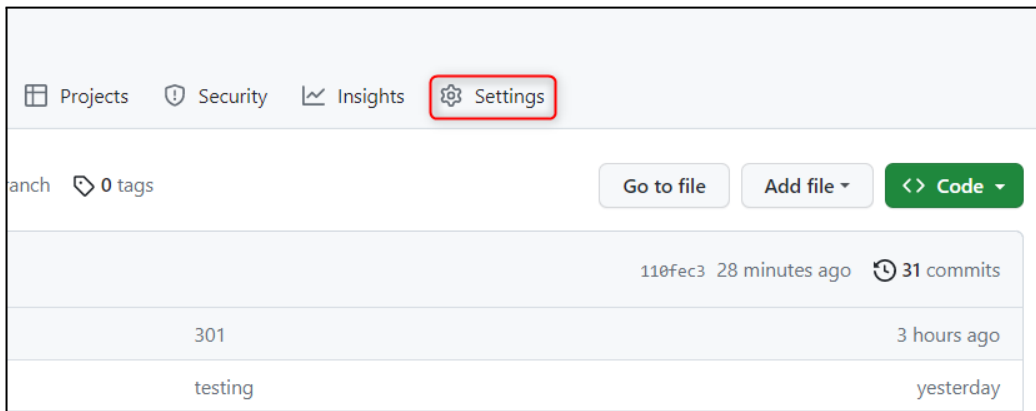 Projects Security Insights Settings
ranch 0 tags Go to file Add file <> Code
110fec3 28 minutes ago 31 commits
301 3 hours ago
testing yesterday